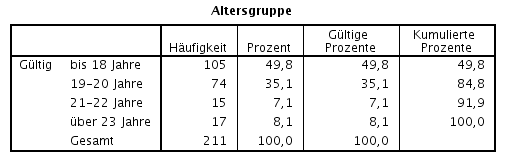 Altersgruppe
Häufigkeit Prozent Gültige Prozente Kumulierte Prozente
Gültig bis 18 Jahre 105 49,8 49,8 49,8
19-20 Jahre 74 35,1 35,1 84,8
21-22 Jahre 15 7,1 7,1 91,9
über 23 Jahre 17 8,1 8,1 100,0
Gesamt 211 100,0 100,0